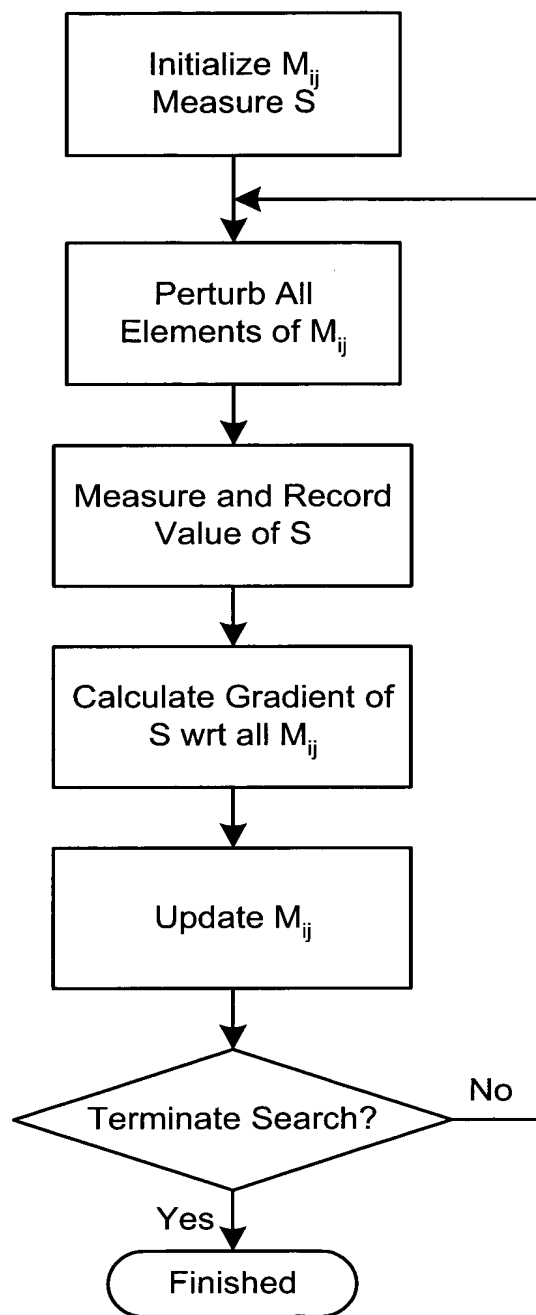 Initialize M_ij
Measure S
Perturb All
Elements of M_ij
Measure and Record
Value of S
Calculate Gradient of
S wrt all M_ij
Update M_ij
Terminate Search?
No
Yes
Finished